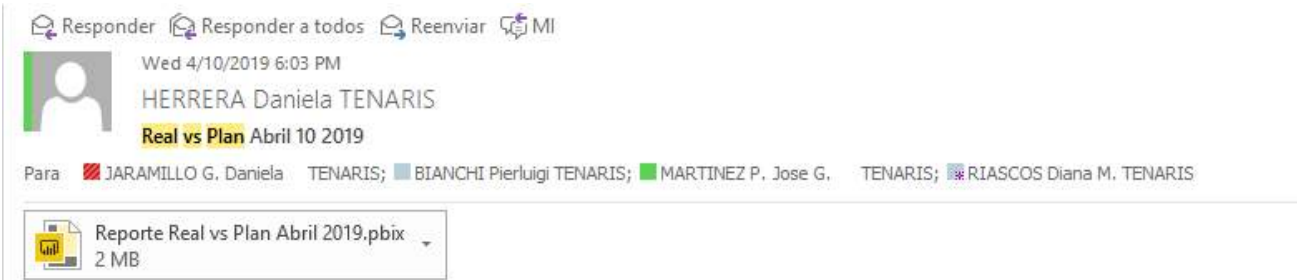 Responder Responder a todos Reenviar MI
Wed 4/10/2019 6:03 PM
HERRERA Daniela TENARIS
Real vs Plan Abril 10 2019
Para JARAMILLO G. Daniela TENARIS; BIANCHI Pierluigi TENARIS; MARTINEZ P. Jose G. TENARIS; RIASCOS Diana M. TENARIS
Reporte Real vs Plan Abril 2019.pbix
2 MB